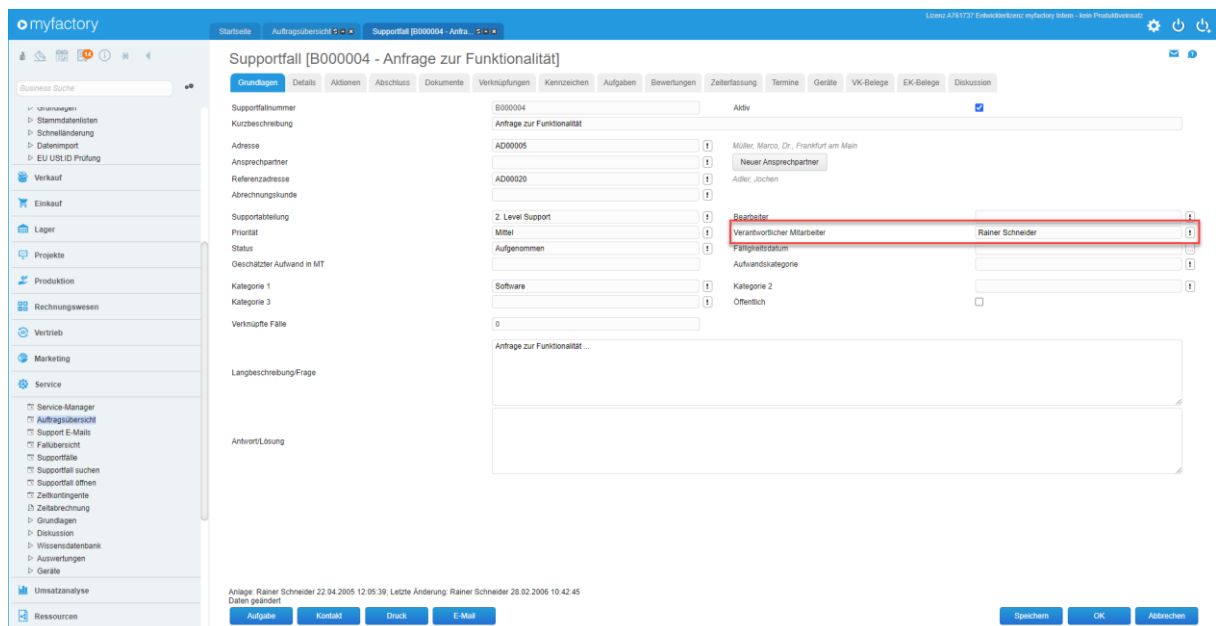 Lizenz A761737 Entwicklerlizenz myfactory Intern - kein Produktiveinsatz
myfactory
Startseite Auftragsübersicht Supportfall [B000004 - Anfra...
Supportfall [B000004 - Anfrage zur Funktionalität]
Business Suche
Grundlagen Details Aktionen Abschluss Dokumente Verknüpfungen Kennzeichen Aufgaben Bewertungen Zeiterfassung Termine Geräte VK-Belege EK-Belege Diskussion
Grundlagen
Stammdatenlisten
Schnelländerung
Datenimport
EU USt.ID Prüfung
Verkauf
Einkauf
Lager
Projekte
Produktion
Rechnungswesen
Vertrieb
Marketing
Service
Service-Manager
Auftragsübersicht
Support E-Mails
Fallübersicht
Supportfälle
Supportfall suchen
Supportfall öffnen
Zeitkontingente
Zeitabrechnung
Grundlagen
Diskussion
Wissensdatenbank
Auswertungen
Geräte
Umsatzanalyse
Ressourcen
Supportfallnummer B000004 Aktiv
Kurzbeschreibung Anfrage zur Funktionalität
Adresse AD00005 Müller, Marco, Dr., Frankfurt am Main
Ansprechpartner Neuer Ansprechpartner
Referenzadresse AD00020 Adler, Jochen
Abrechnungskunde
Supportabteilung 2. Level Support Bearbeiter
Priorität Mittel Verantwortlicher Mitarbeiter Rainer Schneider
Status Aufgenommen Fälligkeitsdatum
Geschätzter Aufwand in MT Aufwandskategorie
Kategorie 1 Software Kategorie 2
Kategorie 3 Öffentlich
Verknüpfte Fälle 0
Langbeschreibung/Frage Anfrage zur Funktionalität ...
Antwort/Lösung
Anlage: Rainer Schneider 22.04.2005 12:05:39; Letzte Änderung: Rainer Schneider 28.02.2006 10:42:45
Daten geändert
Aufgabe Kontakt Druck E-Mail Speichern OK Abbrechen